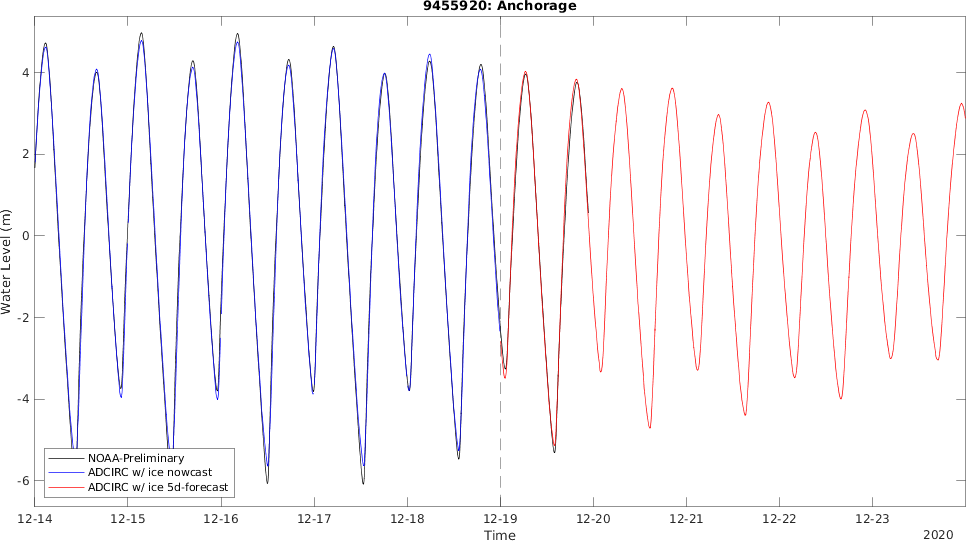 9455920: Anchorage
Water Level (m)
4
2
0
-2
-4
-6
NOAA-Preliminary
ADCIRC w/ ice nowcast
ADCIRC w/ ice 5d-forecast
12-14 12-15 12-16 12-17 12-18 12-19 12-20 12-21 12-22 12-23
Time
2020